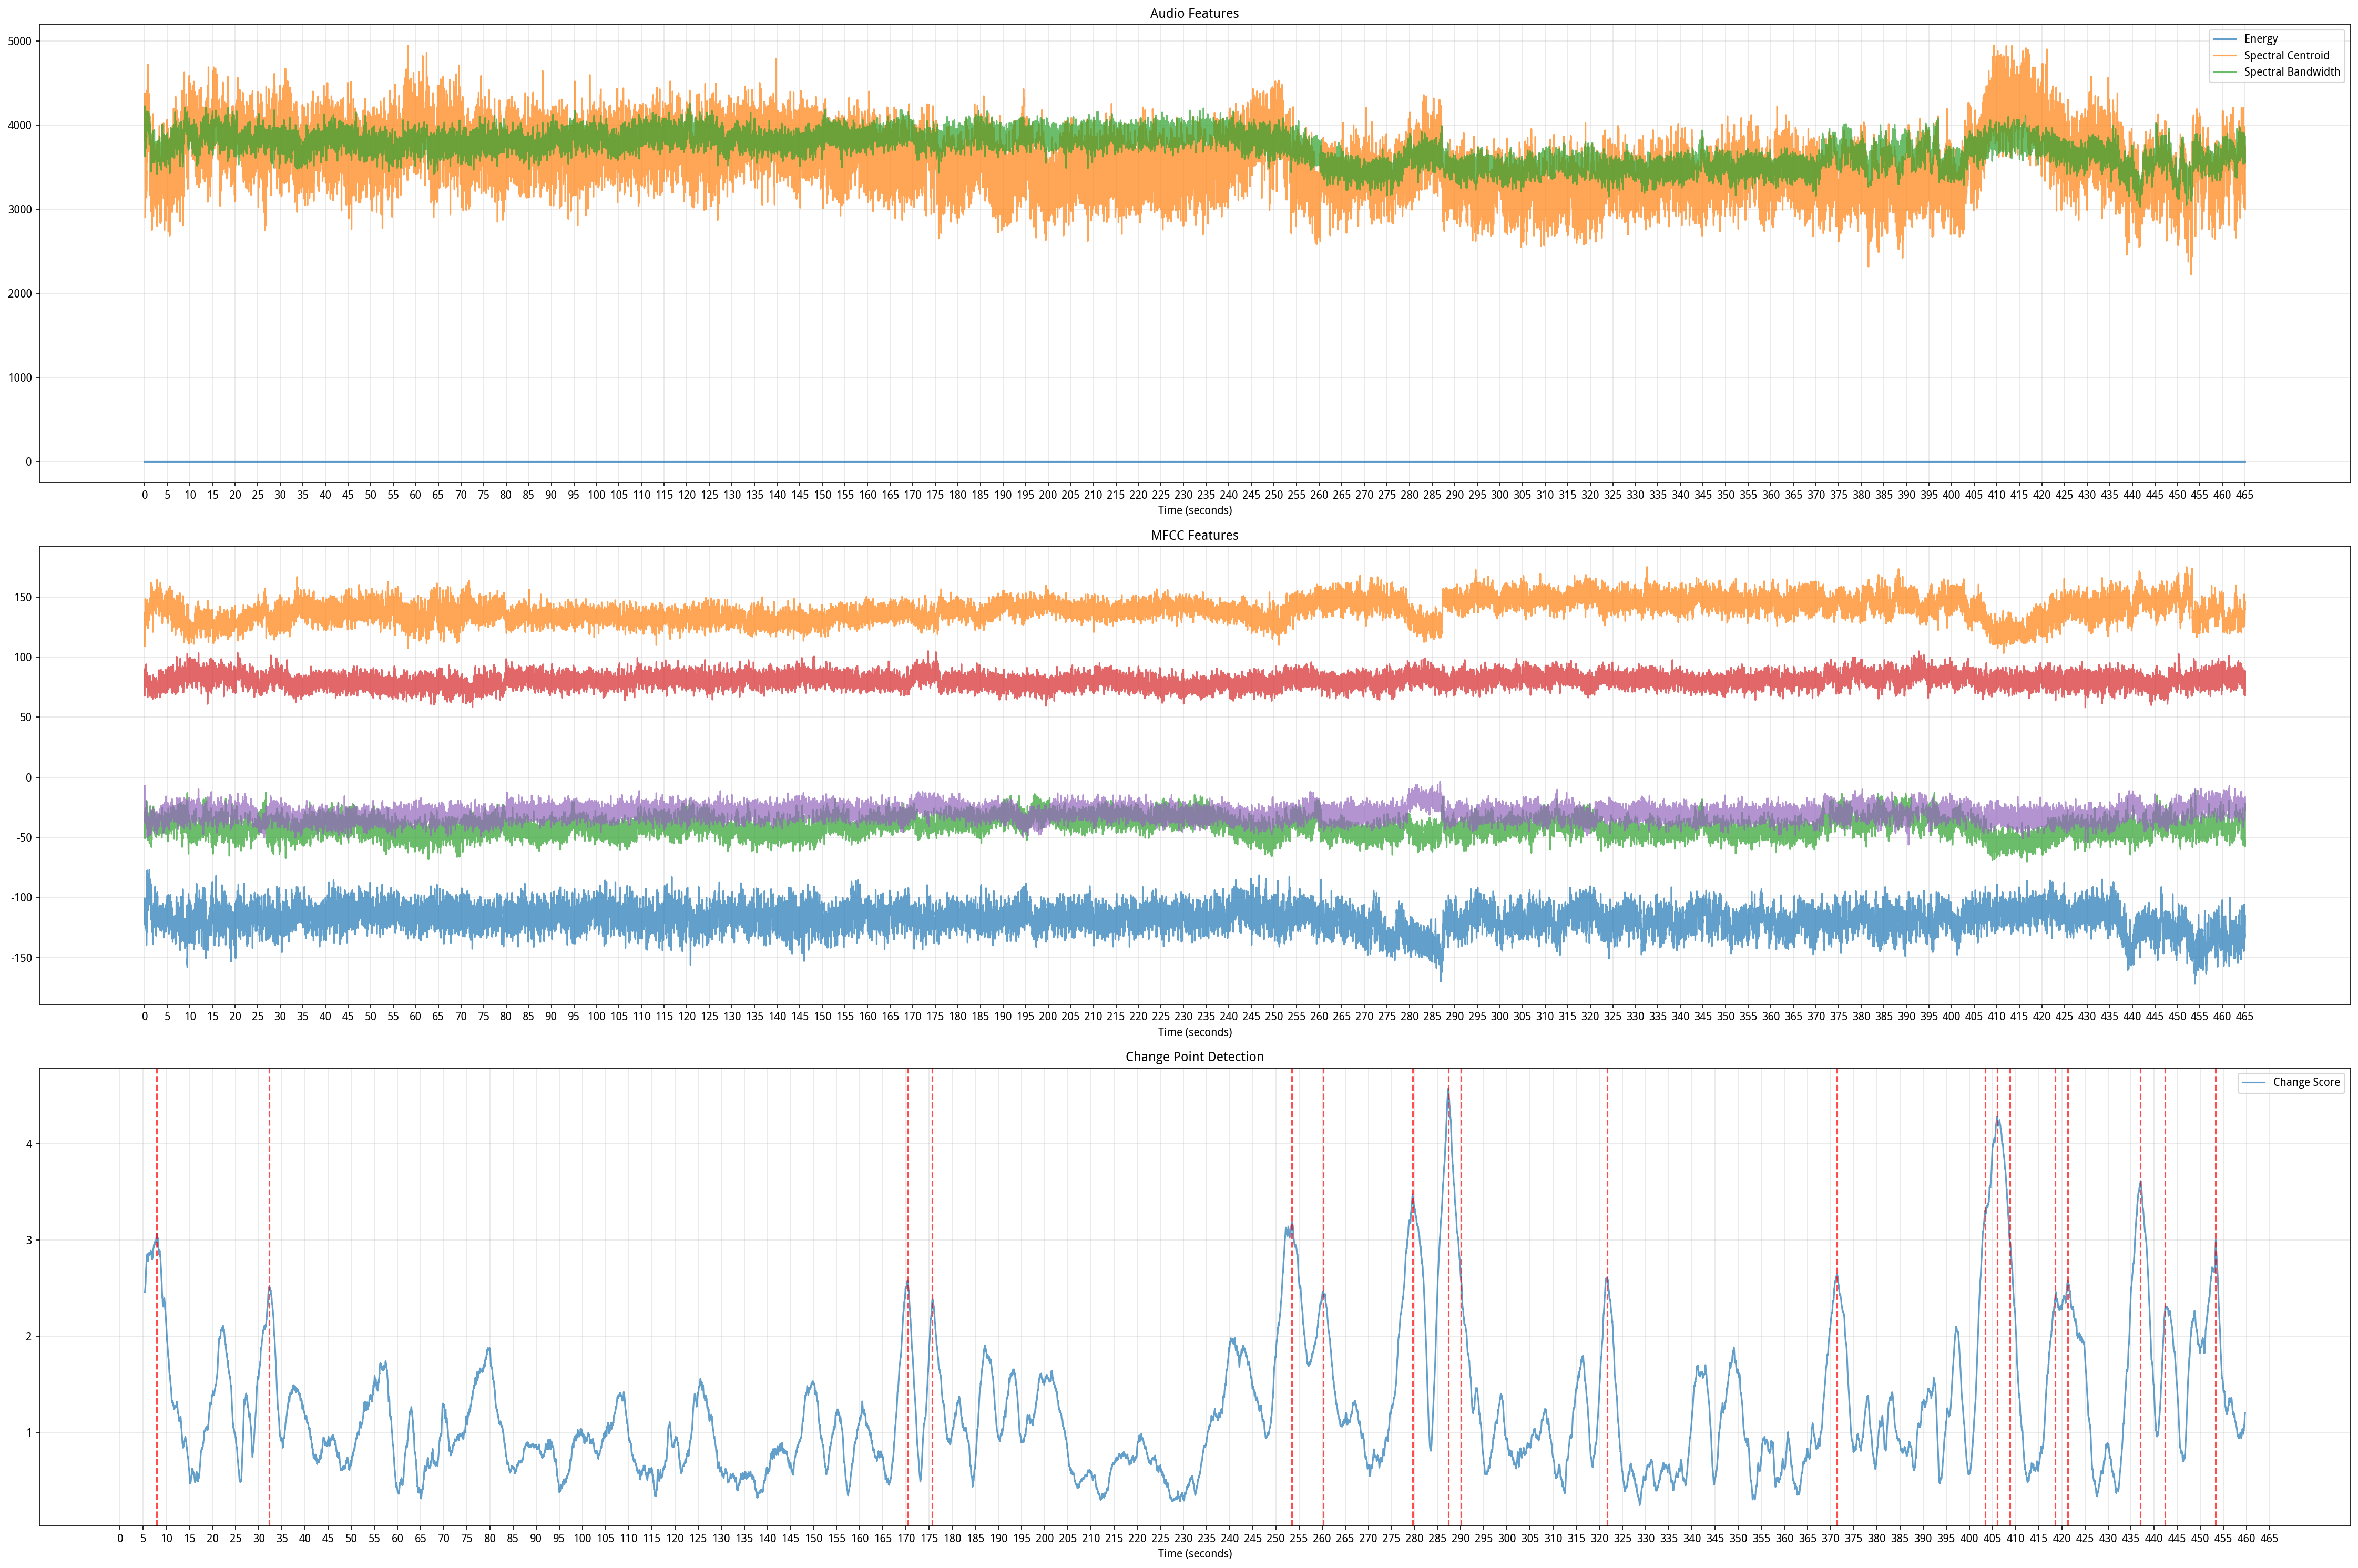 Audio Features
5000
4000
3000
2000
1000
0
Energy
Spectral Centroid
Spectral Bandwidth
0 5 10 15 20 25 30 35 40 45 50 55 60 65 70 75 80 85 90 95 100 105 110 115 120 125 130 135 140 145 150 155 160 165 170 175 180 185 190 195 200 205 210 215 220 225 230 235 240 245 250 255 260 265 270 275 280 285 290 295 300 305 310 315 320 325 330 335 340 345 350 355 360 365 370 375 380 385 390 395 400 405 410 415 420 425 430 435 440 445 450 455 460 465
Time (seconds)
MFCC Features
150
100
50
0
-50
-100
-150
0 5 10 15 20 25 30 35 40 45 50 55 60 65 70 75 80 85 90 95 100 105 110 115 120 125 130 135 140 145 150 155 160 165 170 175 180 185 190 195 200 205 210 215 220 225 230 235 240 245 250 255 260 265 270 275 280 285 290 295 300 305 310 315 320 325 330 335 340 345 350 355 360 365 370 375 380 385 390 395 400 405 410 415 420 425 430 435 440 445 450 455 460 465
Time (seconds)
Change Point Detection
4
3
2
1
Change Score
0 5 10 15 20 25 30 35 40 45 50 55 60 65 70 75 80 85 90 95 100 105 110 115 120 125 130 135 140 145 150 155 160 165 170 175 180 185 190 195 200 205 210 215 220 225 230 235 240 245 250 255 260 265 270 275 280 285 290 295 300 305 310 315 320 325 330 335 340 345 350 355 360 365 370 375 380 385 390 395 400 405 410 415 420 425 430 435 440 445 450 455 460 465
Time (seconds)